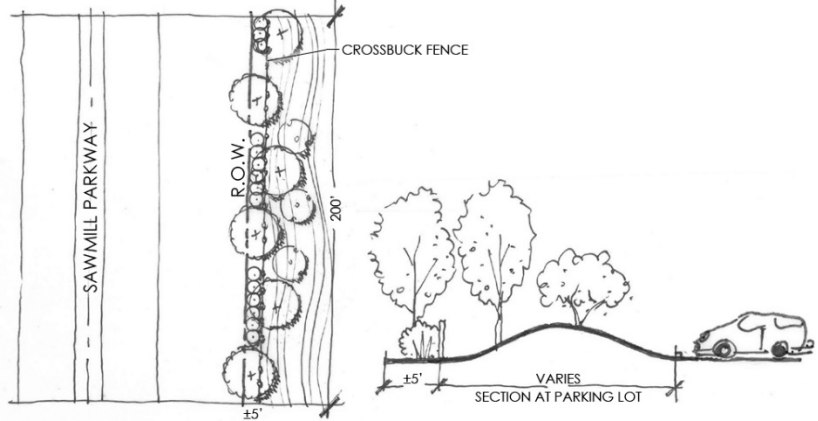 CROSSBUCK FENCE
SAWMILL PARKWAY
R.O.W.
200'
±5'
±5'
VARIES
SECTION AT PARKING LOT